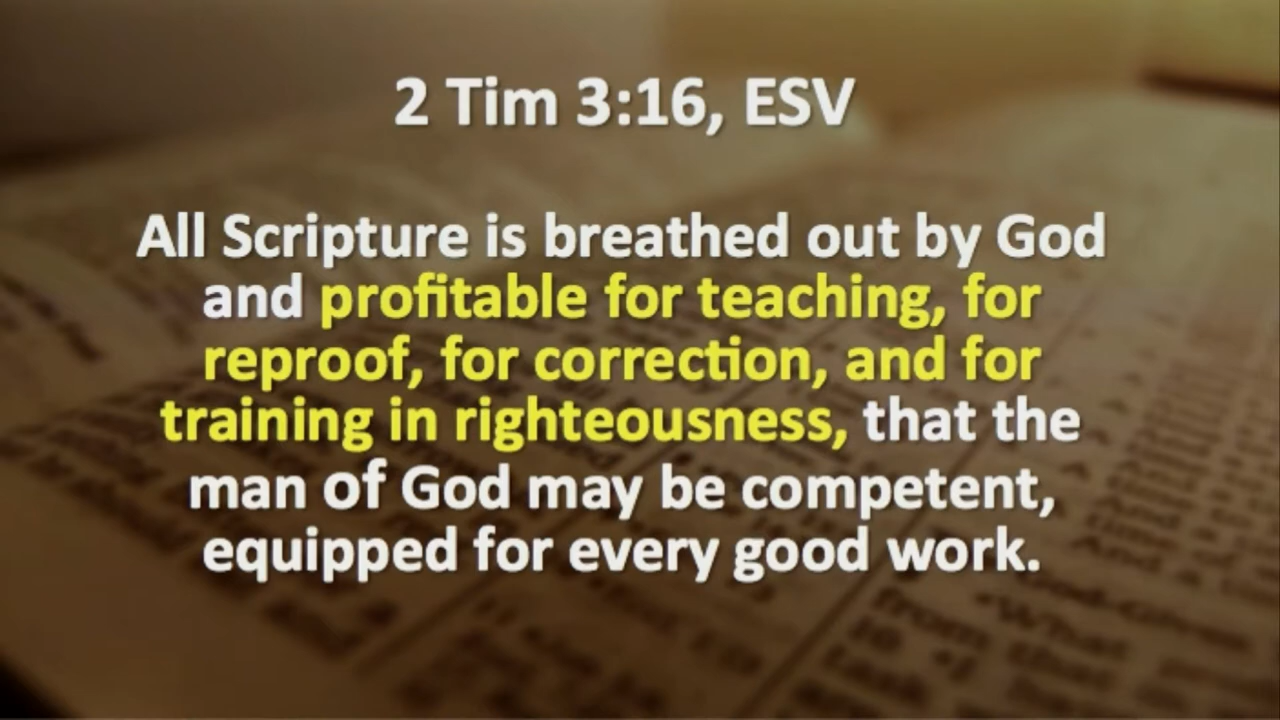 2 Tim 3:16, ESV
All Scripture is breathed out by God
and profitable for teaching, for
reproof, for correction, and for
training in righteousness, that the
man of God may be competent,
equipped for every good work.